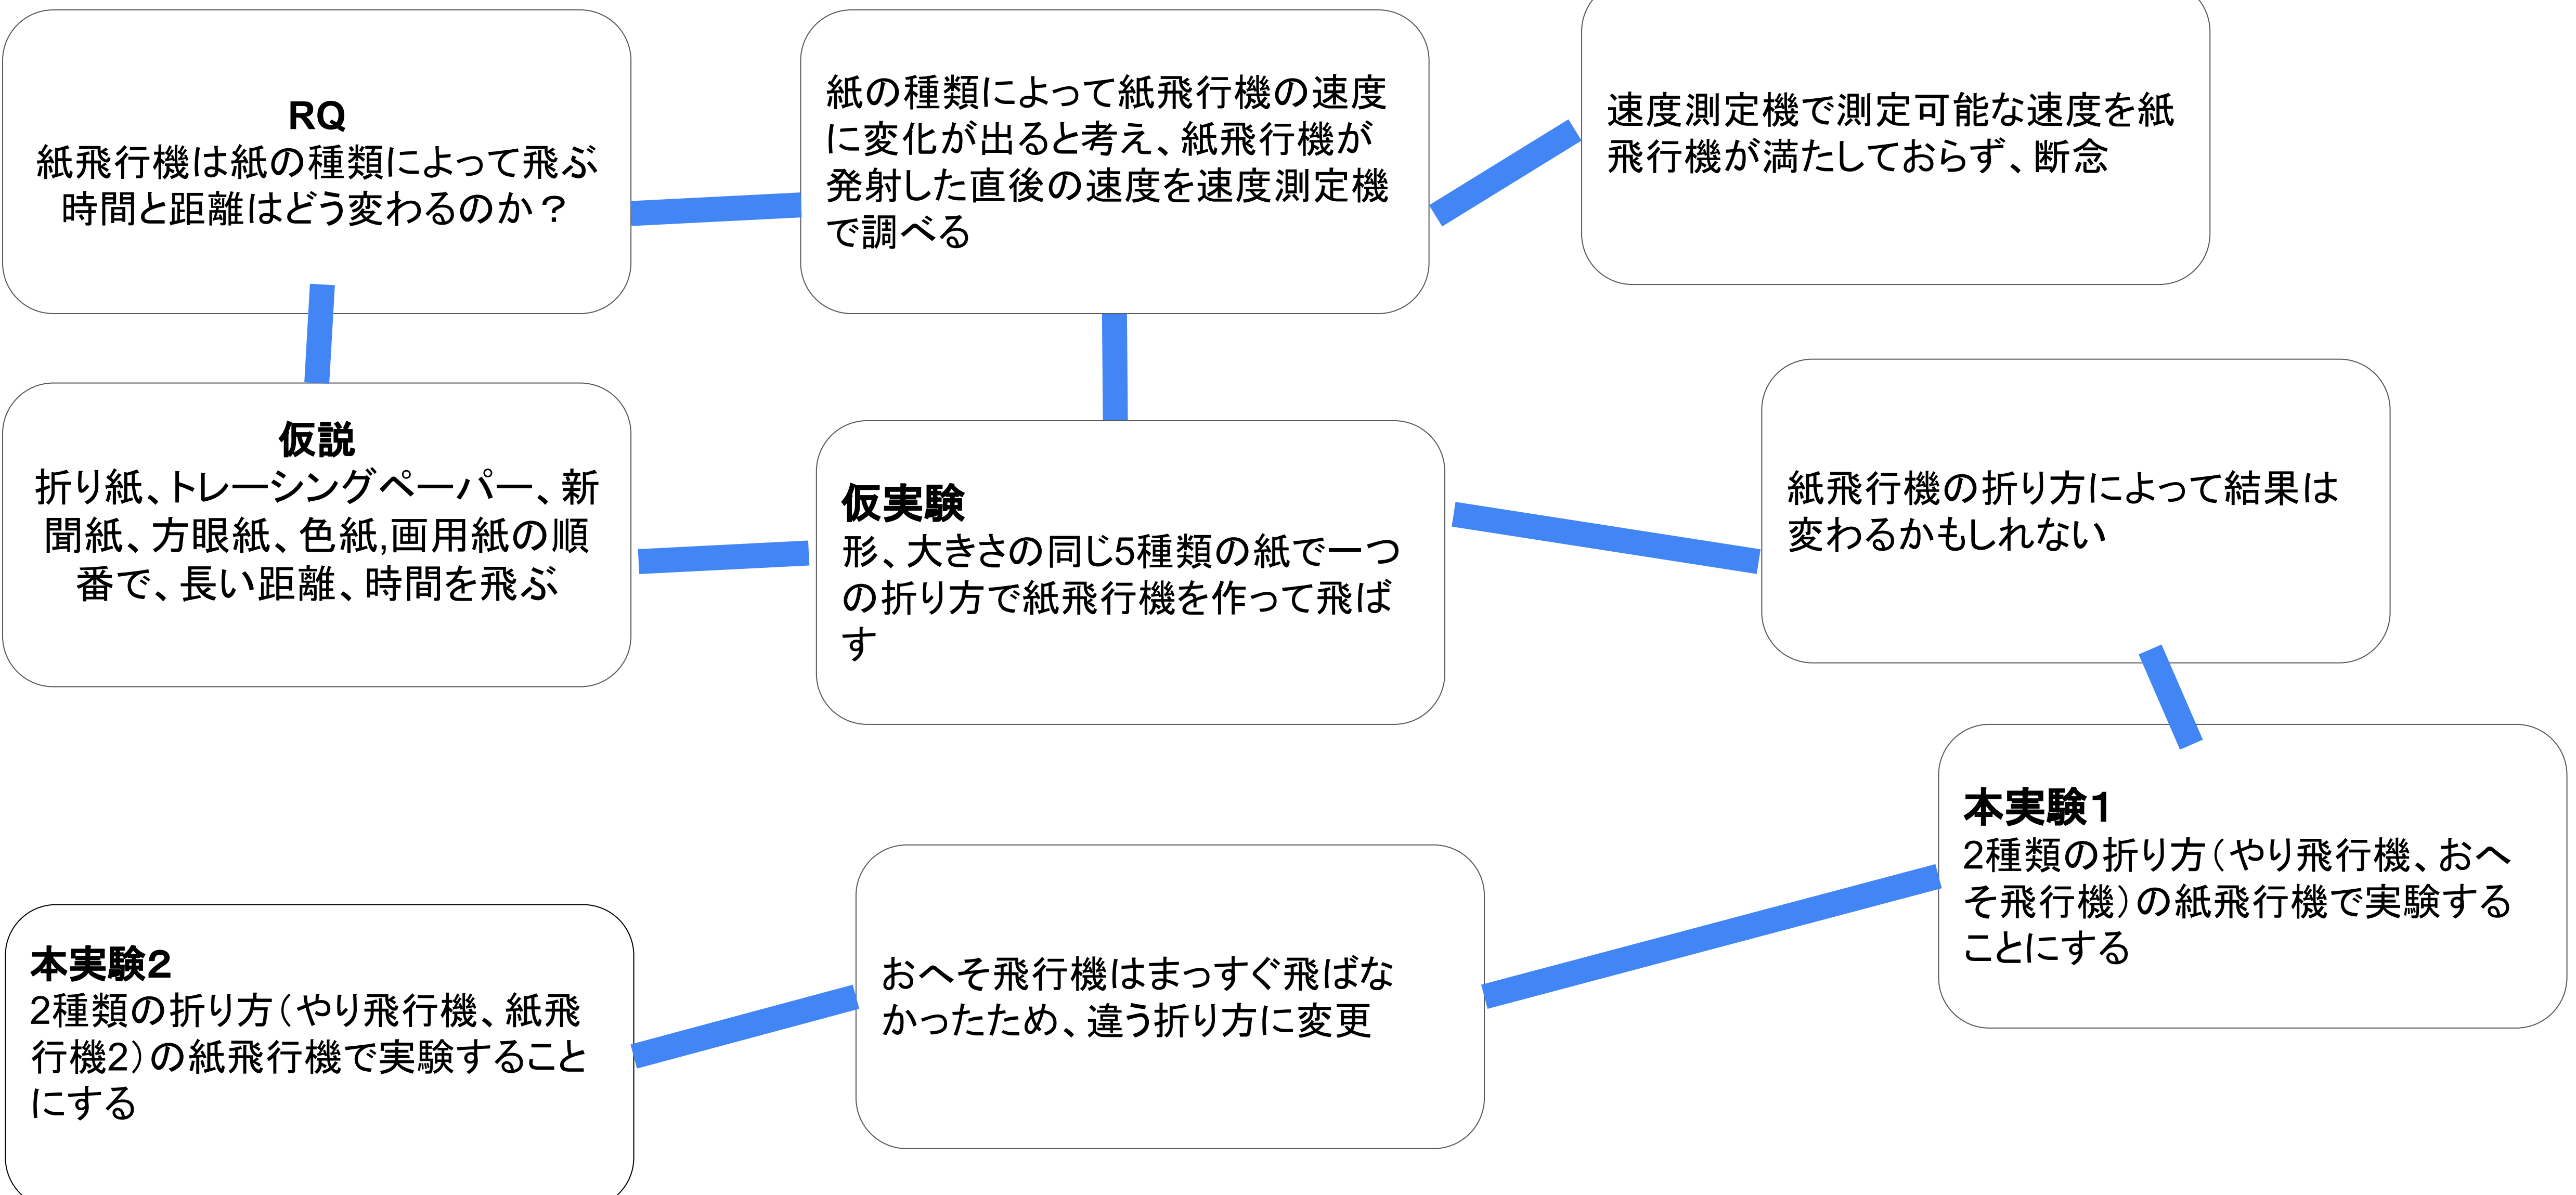 RQ
紙飛行機は紙の種類によって飛ぶ
時間と距離はどう変わるのか？
紙の種類によって紙飛行機の速度
に変化が出ると考え、紙飛行機が
発射した直後の速度を速度測定機
で調べる
速度測定機で測定可能な速度を紙
飛行機が満たしておらず、断念
仮説
折り紙、トレーシングペーパー、新
聞紙、方眼紙、色紙,画用紙の順
番で、長い距離、時間を飛ぶ
仮実験
形、大きさの同じ5種類の紙で一つ
の折り方で紙飛行機を作って飛ば
す
紙飛行機の折り方によって結果は
変わるかもしれない
本実験１
2種類の折り方（やり飛行機、おへ
そ飛行機）の紙飛行機で実験する
ことにする
おへそ飛行機はまっすぐ飛ばな
かったため、違う折り方に変更
本実験２
2種類の折り方（やり飛行機、紙飛
行機2）の紙飛行機で実験すること
にする